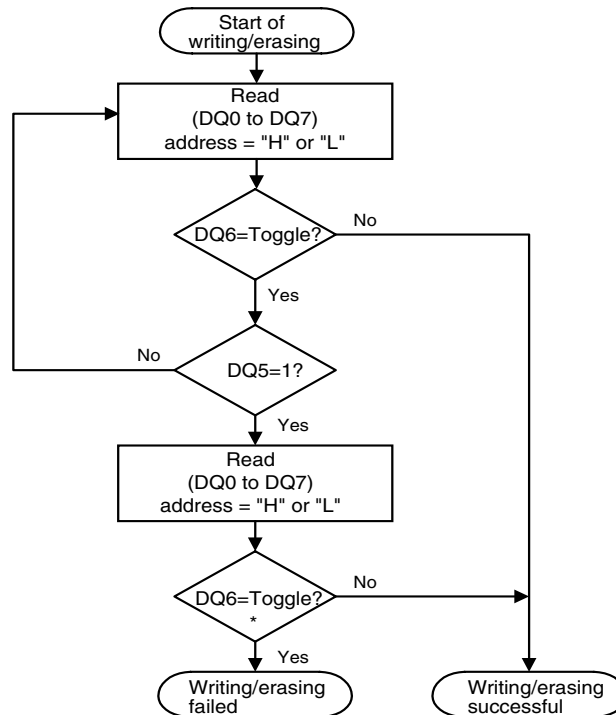 Start of
writing/erasing
Read
(DQ0 to DQ7)
address = "H" or "L"
DQ6=Toggle?
No
Yes
DQ5=1?
No
Yes
Read
(DQ0 to DQ7)
address = "H" or "L"
DQ6=Toggle?
*
No
Yes
Writing/erasing
failed
Writing/erasing
successful